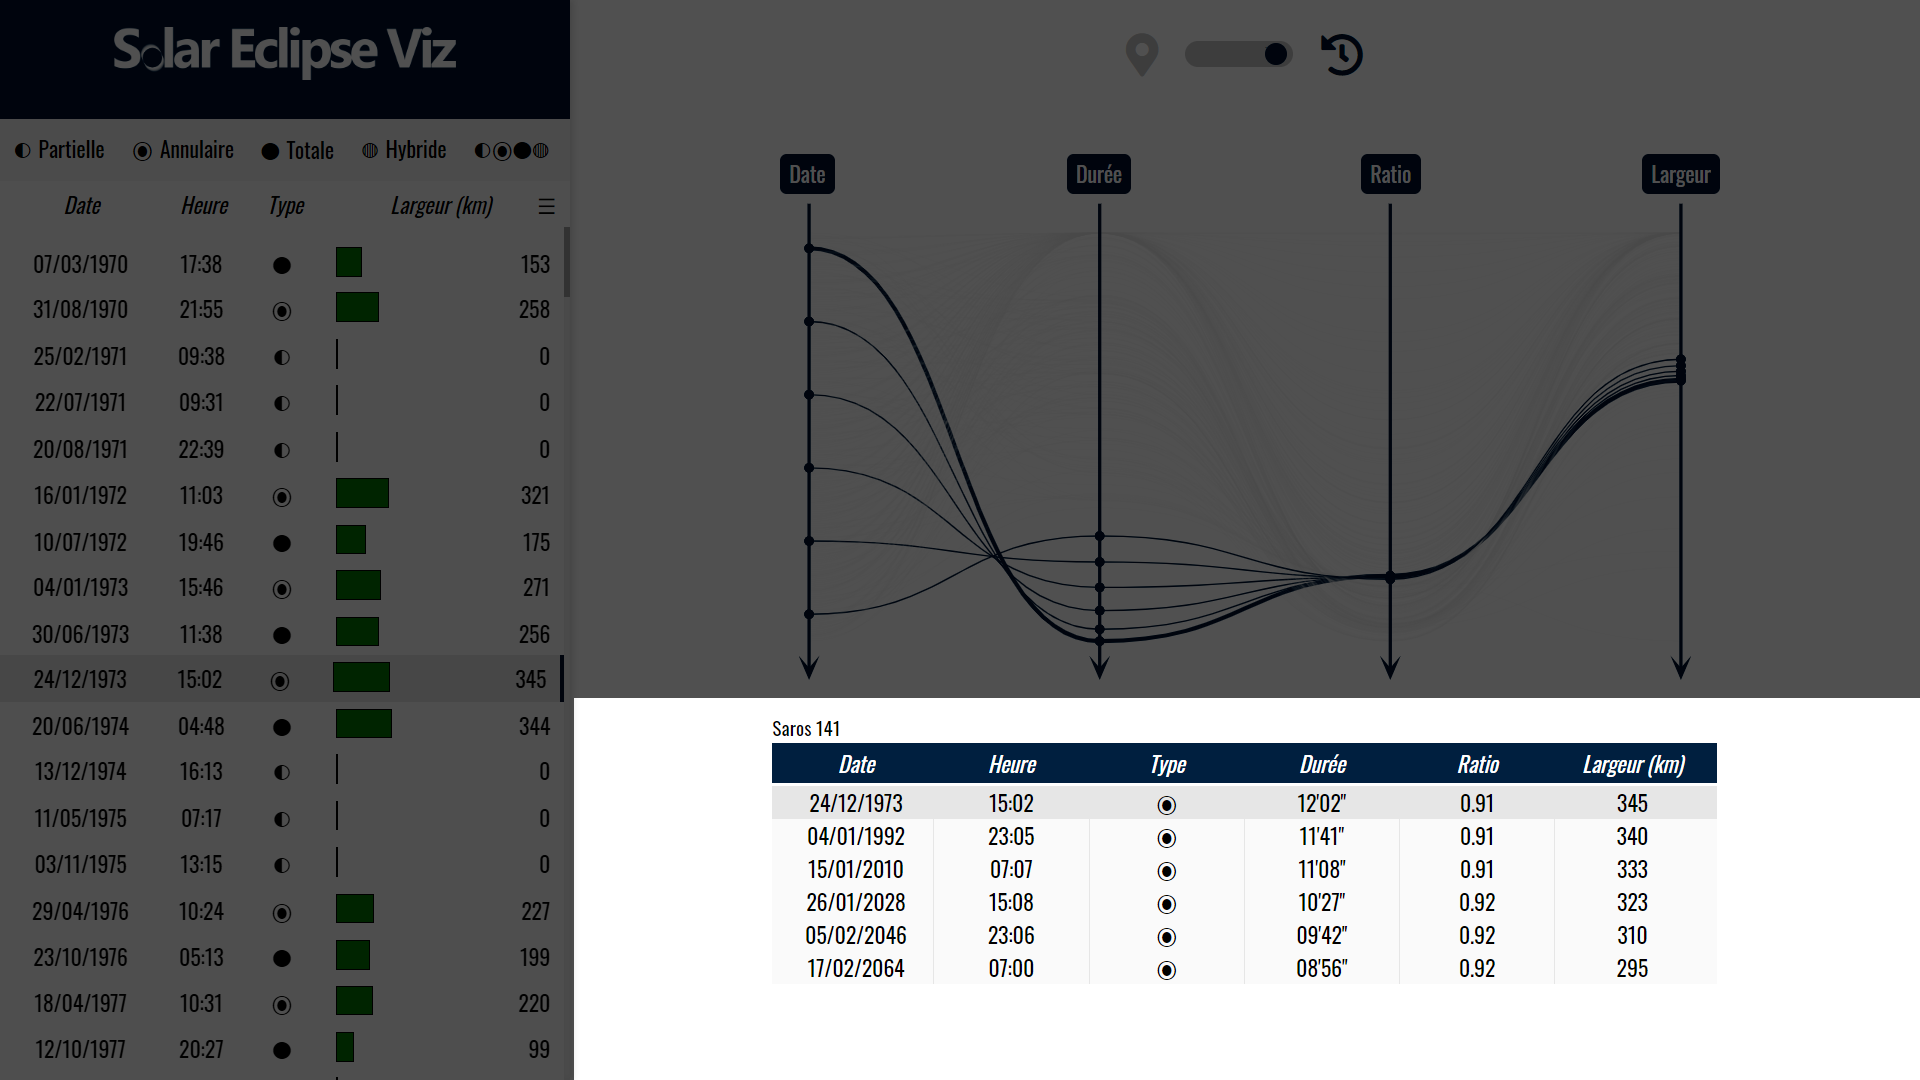 Solar Eclipse Viz
Partielle Annulaire Totale Hybride
Date Heure Type Largeur (km)
07/03/1970 17:38 153
31/08/1970 21:55 258
25/02/1971 09:38 0
22/07/1971 09:31 0
20/08/1971 22:39 0
16/01/1972 11:03 321
10/07/1972 19:46 175
04/01/1973 15:46 271
30/06/1973 11:38 256
24/12/1973 15:02 345
20/06/1974 04:48 344
13/12/1974 16:13 0
11/05/1975 07:17 0
03/11/1975 13:15 0
29/04/1976 10:24 227
23/10/1976 05:13 199
18/04/1977 10:31 220
12/10/1977 20:27 99
Date Durée Ratio Largeur
Saros 141
Date Heure Type Durée Ratio Largeur (km)
24/12/1973 15:02 12'02" 0.91 345
04/01/1992 23:05 11'41" 0.91 340
15/01/2010 07:07 11'08" 0.91 333
26/01/2028 15:08 10'27" 0.92 323
05/02/2046 23:06 09'42" 0.92 310
17/02/2064 07:00 08'56" 0.92 295